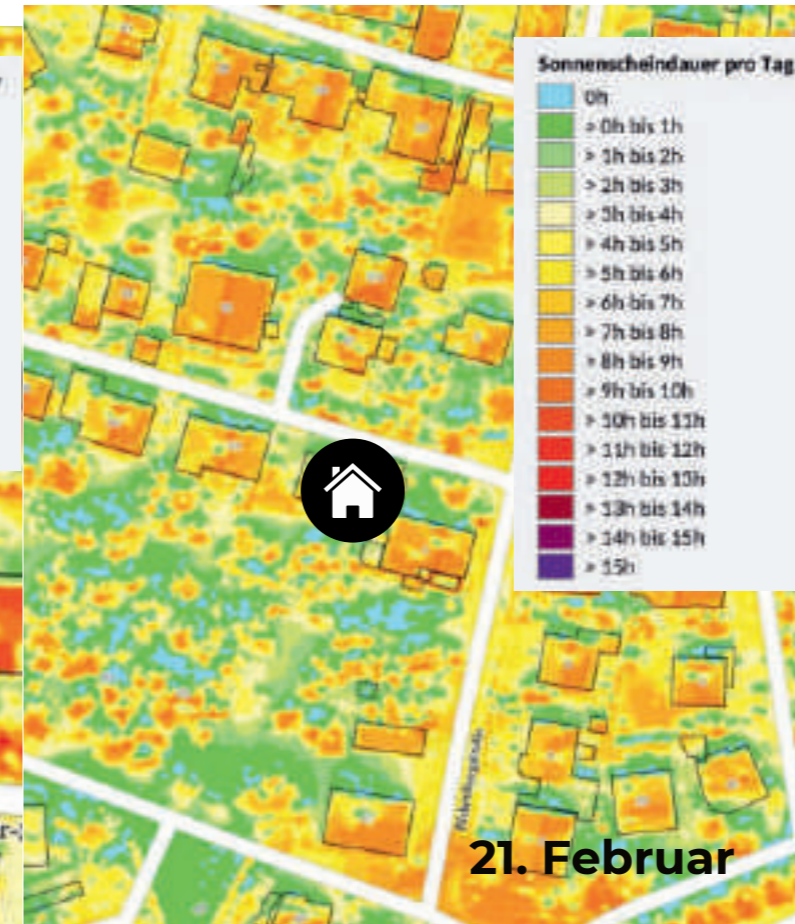 Sonnenscheindauer pro Tag
0h
> 0h bis 1h
> 1h bis 2h
> 2h bis 3h
> 3h bis 4h
> 4h bis 5h
> 5h bis 6h
> 6h bis 7h
> 7h bis 8h
> 8h bis 9h
> 9h bis 10h
> 10h bis 11h
> 11h bis 12h
> 12h bis 13h
> 13h bis 14h
> 14h bis 15h
> 15h
21. Februar